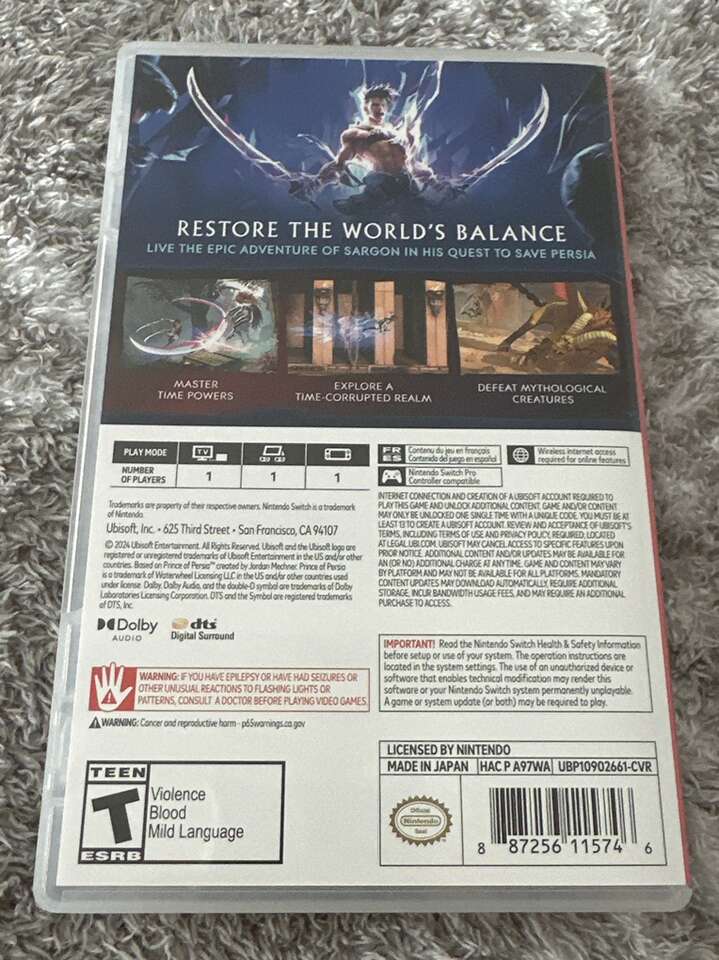 RESTORE THE WORLD'S BALANCE
LIVE THE EPIC ADVENTURE OF SARGON IN HIS QUEST TO SAVE PERSIA
MASTER
TIME POWERS
EXPLORE A
TIME-CORRUPTED REALM
DEFEAT MYTHOLOGICAL
CREATURES
PLAY MODE
TV
NUMBER
OF PLAYERS
1
1
1
FR
ES
Contenu du jeu en français
Contenido del juego en español
Wireless internet access
required for online features
Nintendo Switch Pro
Controller compatible
Trademarks are property of their respective owners. Nintendo Switch is a trademark
of Nintendo.
Ubisoft, Inc. • 625 Third Street • San Francisco, CA 94107
© 2024 Ubisoft Entertainment. All Rights Reserved. Ubisoft and the Ubisoft logo are
registered or unregistered trademarks of Ubisoft Entertainment in the US and/or other
countries. Based on Prince of Persia™ created by Jordan Mechner. Prince of Persia
is a trademark of Waterwheel Licensing LLC in the US and/or other countries used
under license. Dolby, Dolby Audio, and the double-D symbol are trademarks of Dolby
Laboratories Licensing Corporation. DTS and the Symbol are registered trademarks
of DTS, Inc.
Dolby
AUDIO
dts
Digital Surround
INTERNET CONNECTION AND CREATION OF A UBISOFT ACCOUNT REQUIRED TO
PLAY THIS GAME AND UNLOCK ADDITIONAL CONTENT. GAME AND/OR CONTENT
MAY ONLY BE UNLOCKED ONE SINGLE TIME WITH A UNIQUE CODE. YOU MUST BE AT
LEAST 13 TO CREATE A UBISOFT ACCOUNT. REVIEW AND ACCEPTANCE OF UBISOFT'S
TERMS, INCLUDING TERMS OF USE AND PRIVACY POLICY, REQUIRED; LOCATED
AT LEGAL.UBI.COM. UBISOFT MAY CANCEL ACCESS TO SPECIFIC FEATURES UPON
PRIOR NOTICE. ADDITIONAL CONTENT AND/OR UPDATES MAY BE AVAILABLE FOR
AN (OR NO) ADDITIONAL CHARGE AT ANY TIME. GAME AND CONTENT MAY VARY
BY PLATFORM AND MAY NOT BE AVAILABLE FOR ALL PLATFORMS. MANDATORY
CONTENT UPDATES MAY DOWNLOAD AUTOMATICALLY, REQUIRE ADDITIONAL
STORAGE, INCUR BANDWIDTH USAGE FEES, AND MAY REQUIRE AN ADDITIONAL
PURCHASE TO ACCESS.
WARNING: IF YOU HAVE EPILEPSY OR HAVE HAD SEIZURES OR
OTHER UNUSUAL REACTIONS TO FLASHING LIGHTS OR
PATTERNS, CONSULT A DOCTOR BEFORE PLAYING VIDEO GAMES.
WARNING: Cancer and reproductive harm - p65warnings.ca.gov
IMPORTANT! Read the Nintendo Switch Health & Safety Information
before setup or use of your system. The operation instructions are
located in the system settings. The use of an unauthorized device or
software that enables technical modification may render this
software or your Nintendo Switch system permanently unplayable.
A game or system update (or both) may be required to play.
TEEN
T
ESRB
Violence
Blood
Mild Language
LICENSED BY NINTENDO
MADE IN JAPAN HAC P A97WA UBP10902661-CVR
Official
Nintendo
Seal
8 87256 11574 6